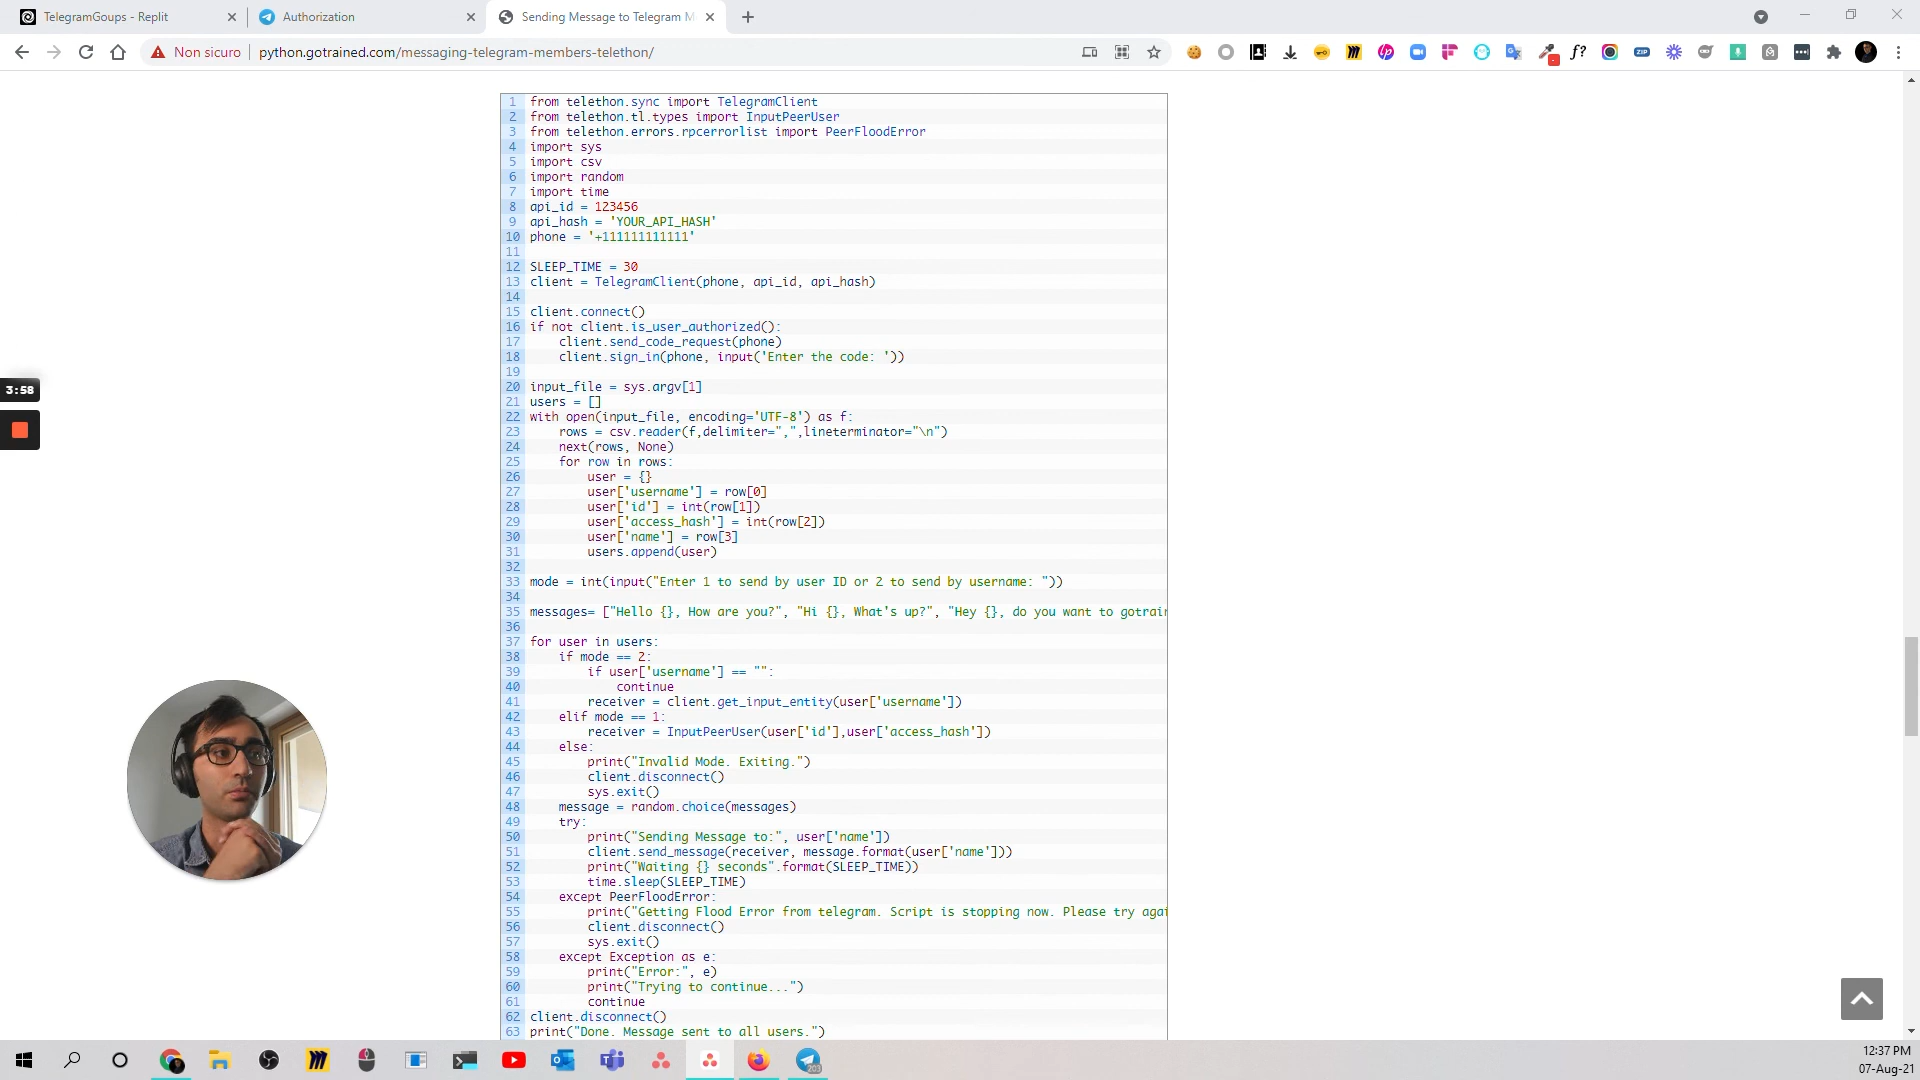 TelegramGoups - Replit
Authorization
Sending Message to Telegram M
Non sicuro
python.gotrained.com/messaging-telegram-members-telethon/
1 from telethon.sync import TelegramClient
2 from telethon.tl.types import InputPeerUser
3 from telethon.errors.rpcerrorlist import PeerFloodError
4 import sys
5 import csv
6 import random
7 import time
8 api_id = 123456
9 api_hash = 'YOUR_API_HASH'
10 phone = '+111111111111'
11
12 SLEEP_TIME = 30
13 client = TelegramClient(phone, api_id, api_hash)
14
15 client.connect()
16 if not client.is_user_authorized():
17     client.send_code_request(phone)
18     client.sign_in(phone, input('Enter the code: '))
19
20 input_file = sys.argv[1]
21 users = []
22 with open(input_file, encoding='UTF-8') as f:
23     rows = csv.reader(f,delimiter=",",lineterminator="\n")
24     next(rows, None)
25     for row in rows:
26         user = {}
27         user['username'] = row[0]
28         user['id'] = int(row[1])
29         user['access_hash'] = int(row[2])
30         user['name'] = row[3]
31         users.append(user)
32
33 mode = int(input("Enter 1 to send by user ID or 2 to send by username: "))
34
35 messages= ["Hello {}, How are you?", "Hi {}, What's up?", "Hey {}, do you want to gotrai
36
37 for user in users:
38     if mode == 2:
39         if user['username'] == "":
40             continue
41         receiver = client.get_input_entity(user['username'])
42     elif mode == 1:
43         receiver = InputPeerUser(user['id'],user['access_hash'])
44     else:
45         print("Invalid Mode. Exiting.")
46         client.disconnect()
47         sys.exit()
48     message = random.choice(messages)
49     try:
50         print("Sending Message to:", user['name'])
51         client.send_message(receiver, message.format(user['name']))
52         print("Waiting {} seconds".format(SLEEP_TIME))
53         time.sleep(SLEEP_TIME)
54     except PeerFloodError:
55         print("Getting Flood Error from telegram. Script is stopping now. Please try agai
56         client.disconnect()
57         sys.exit()
58     except Exception as e:
59         print("Error:", e)
60         print("Trying to continue...")
61         continue
62 client.disconnect()
63 print("Done. Message sent to all users.")
3:58
12:37 PM
07-Aug-21